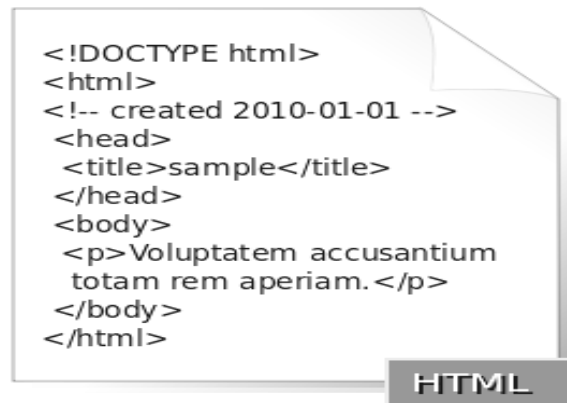 <!DOCTYPE html>
<html>
<!-- created 2010-01-01 -->
<head>
<title>sample</title>
</head>
<body>
<p>Voluptatem accusantium
totam rem aperiam.</p>
</body>
</html>
HTML